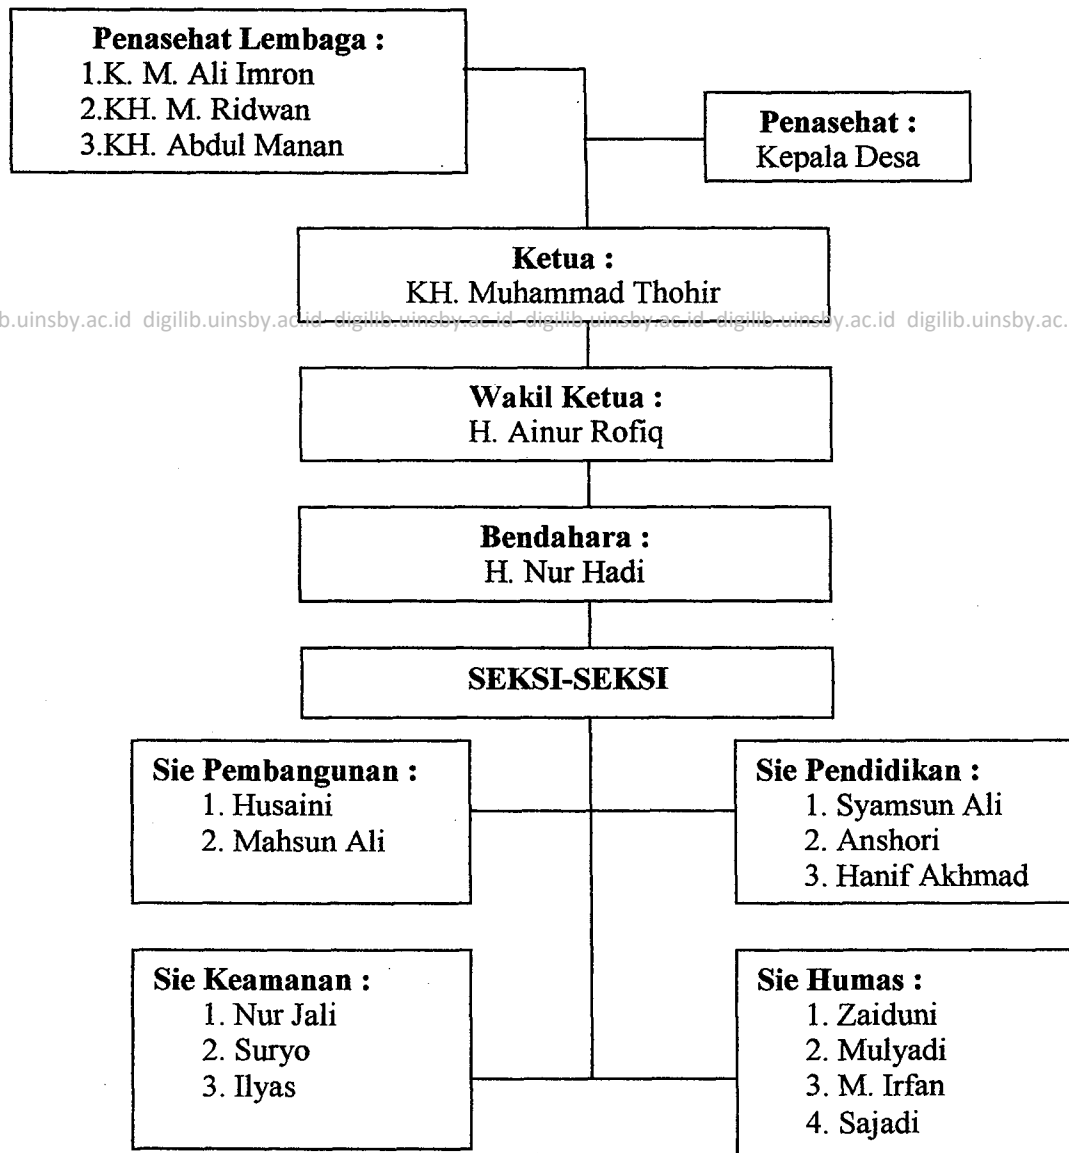 Penasehat Lembaga :
1.K. M. Ali Imron
2.KH. M. Ridwan
3.KH. Abdul Manan
Penasehat :
Kepala Desa
Ketua :
KH. Muhammad Thohir
b.uinsby.ac.id digilib.uinsby.ac.id digilib.uinsby.ac.id digilib.uinsby.ac.id digilib.uinsby.ac.id digilib.uinsby.ac.
Wakil Ketua :
H. Ainur Rofiq
Bendahara :
H. Nur Hadi
SEKSI-SEKSI
Sie Pembangunan :
1. Husaini
2. Mahsun Ali
Sie Pendidikan :
1. Syamsun Ali
2. Anshori
3. Hanif Akhmad
Sie Keamanan :
1. Nur Jali
2. Suryo
3. Ilyas
Sie Humas :
1. Zaiduni
2. Mulyadi
3. M. Irfan
4. Sajadi